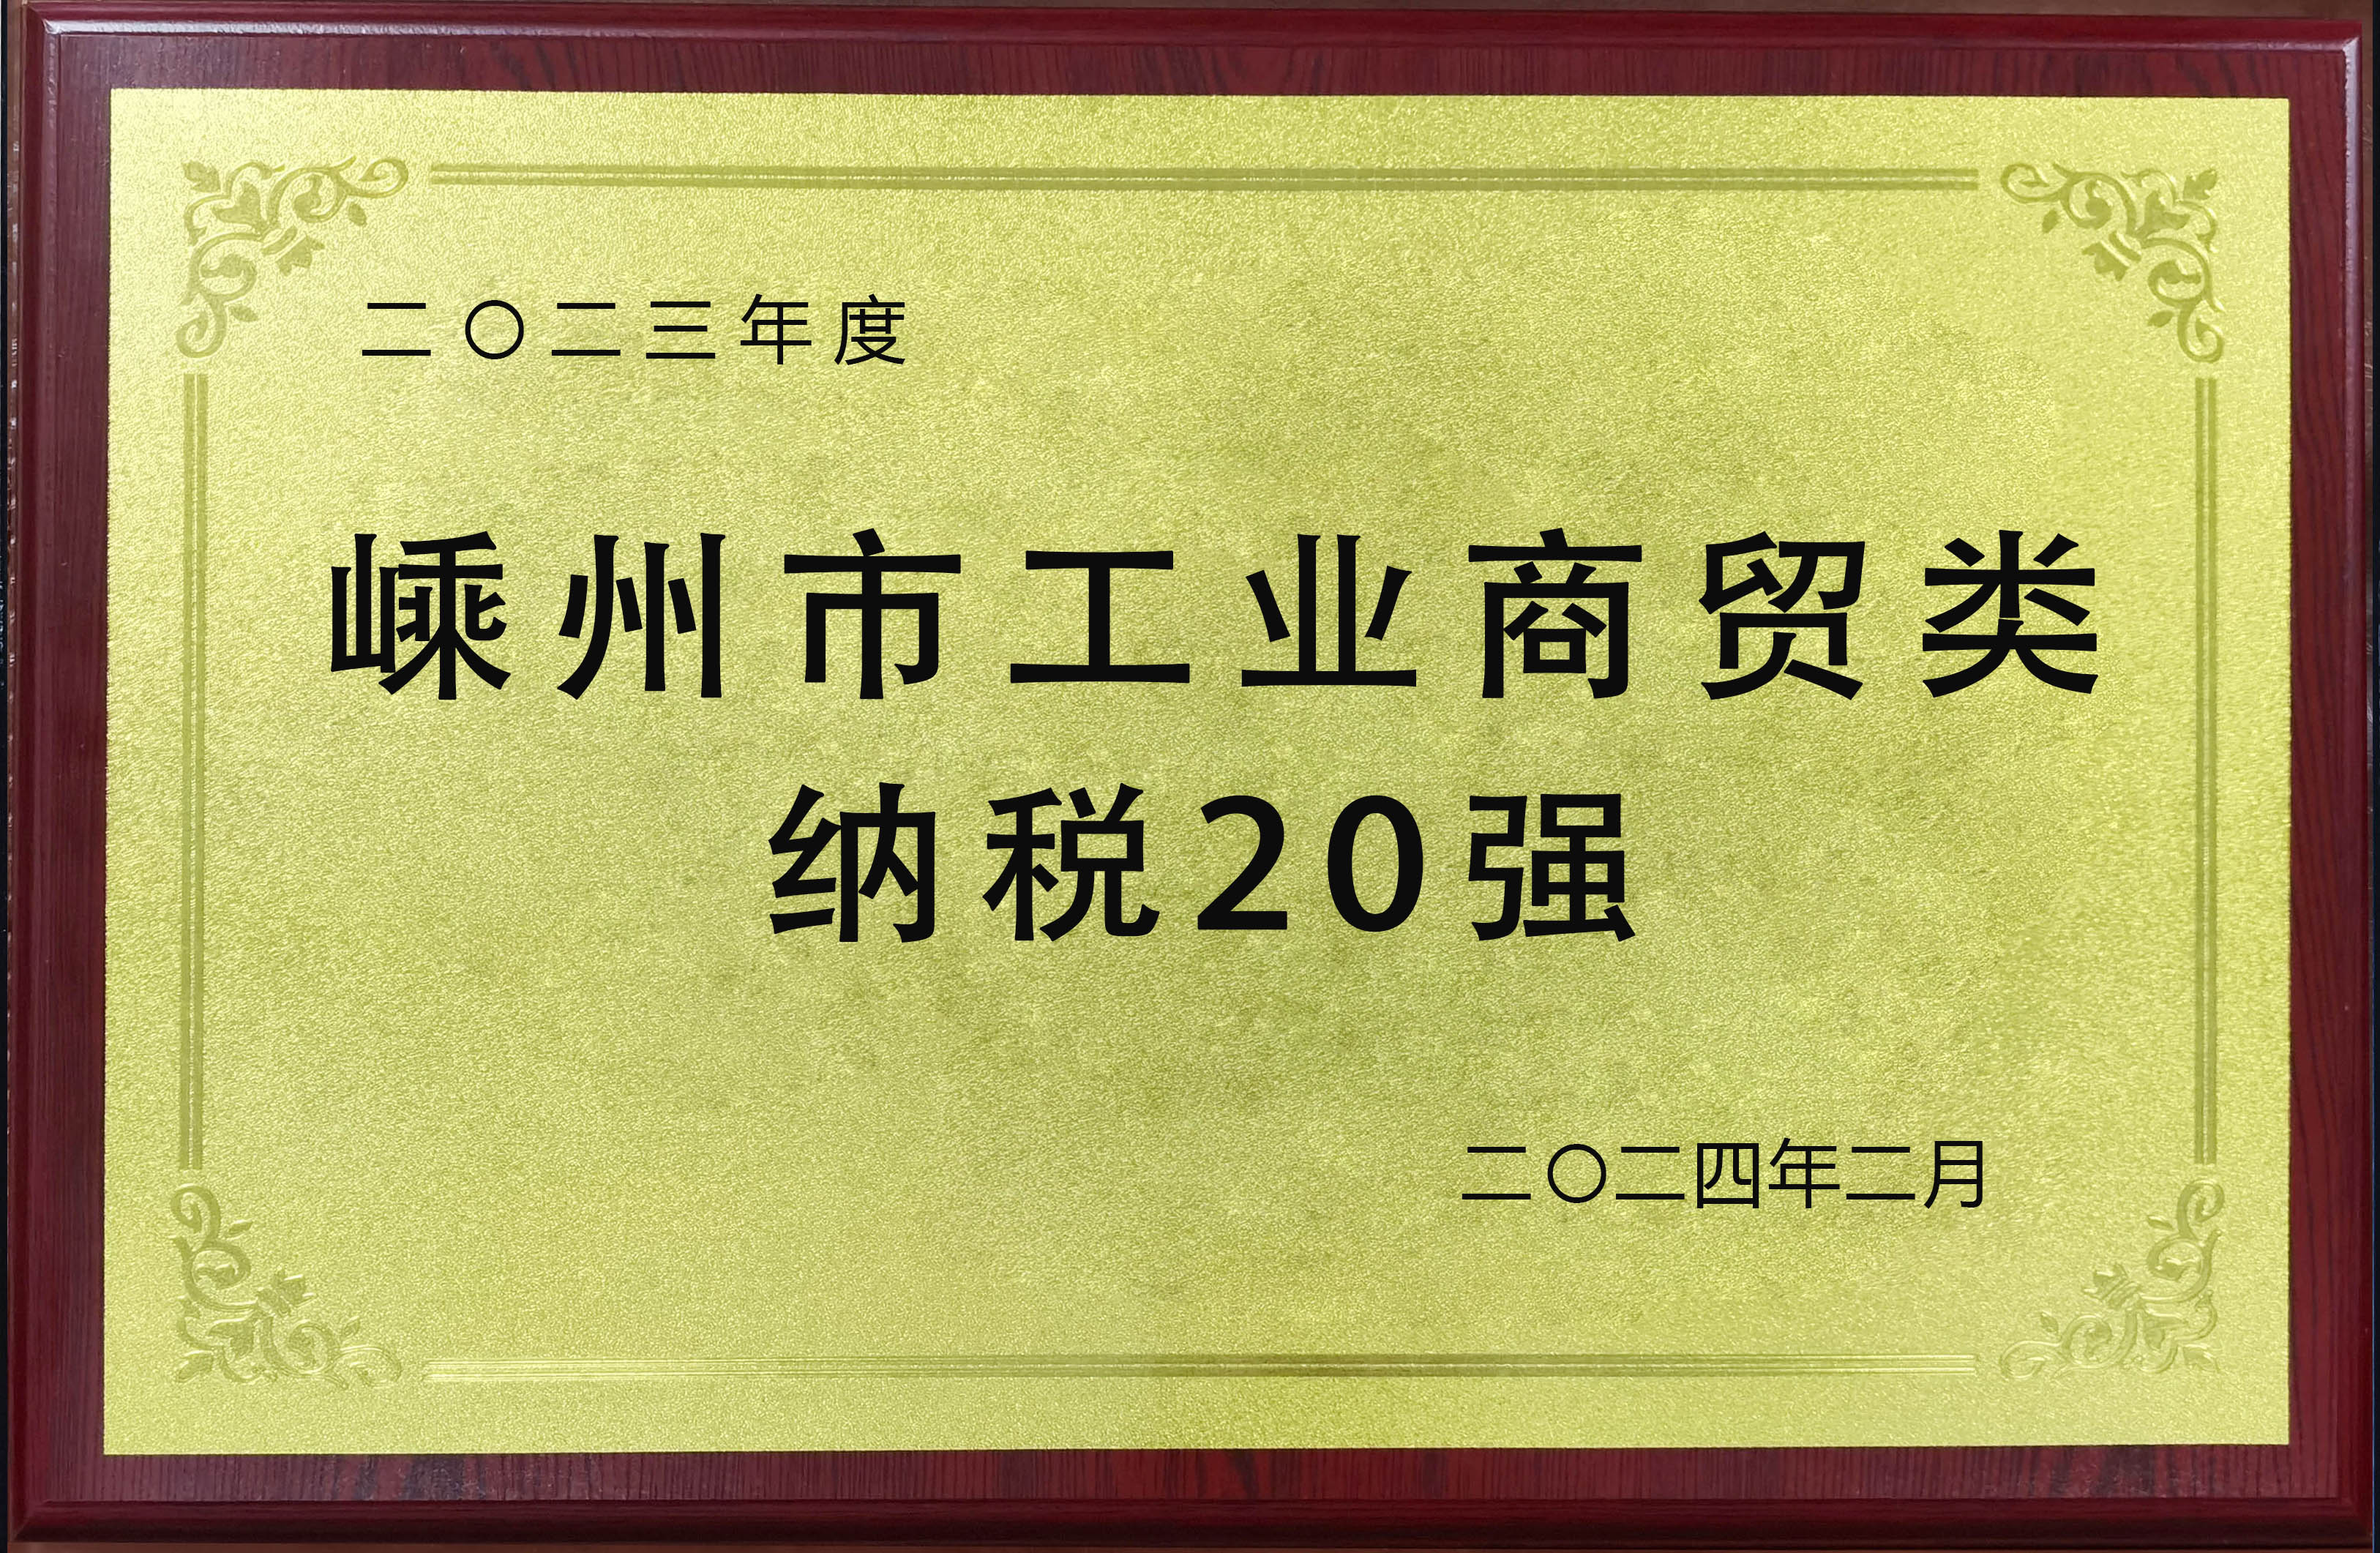 二〇二三年度
嵊州市工业商贸类
纳税20强
二〇二四年二月